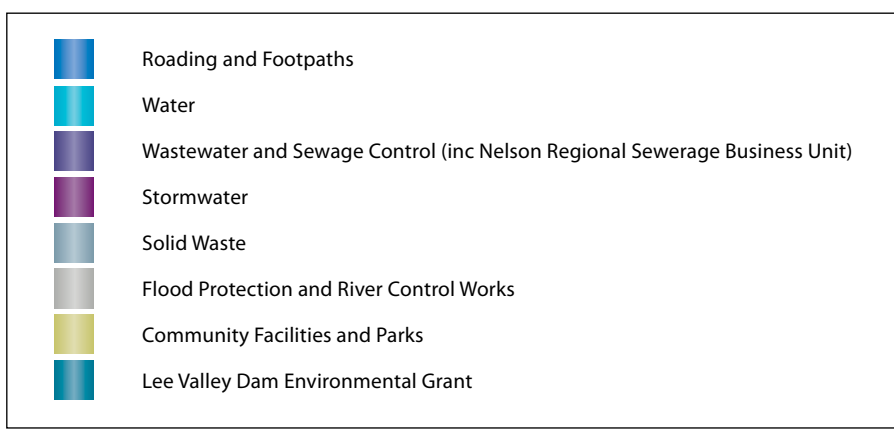 Roading and Footpaths
Water
Wastewater and Sewage Control (inc Nelson Regional Sewerage Business Unit)
Stormwater
Solid Waste
Flood Protection and River Control Works
Community Facilities and Parks
Lee Valley Dam Environmental Grant